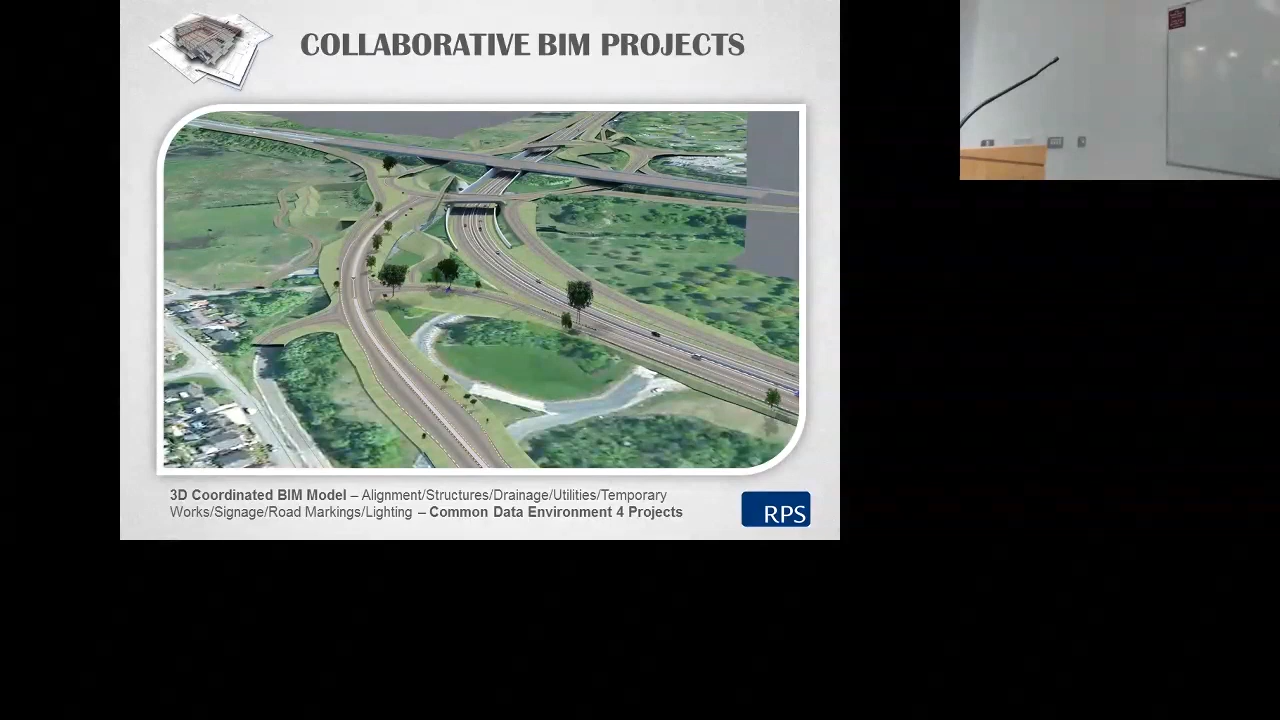 COLLABORATIVE BIM PROJECTS
3D Coordinated BIM Model – Alignment/Structures/Drainage/Utilities/Temporary
Works/Signage/Road Markings/Lighting – Common Data Environment 4 Projects
RPS